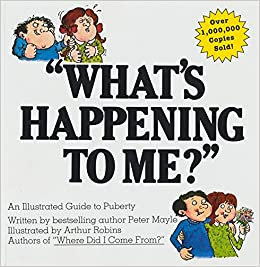 Over
1,000,000
Copies
Sold!
"WHAT'S
HAPPENING
TO ME?"
An Illustrated Guide to Puberty
Written by bestselling author Peter Mayle
Illustrated by Arthur Robins
Authors of "Where Did I Come From?"